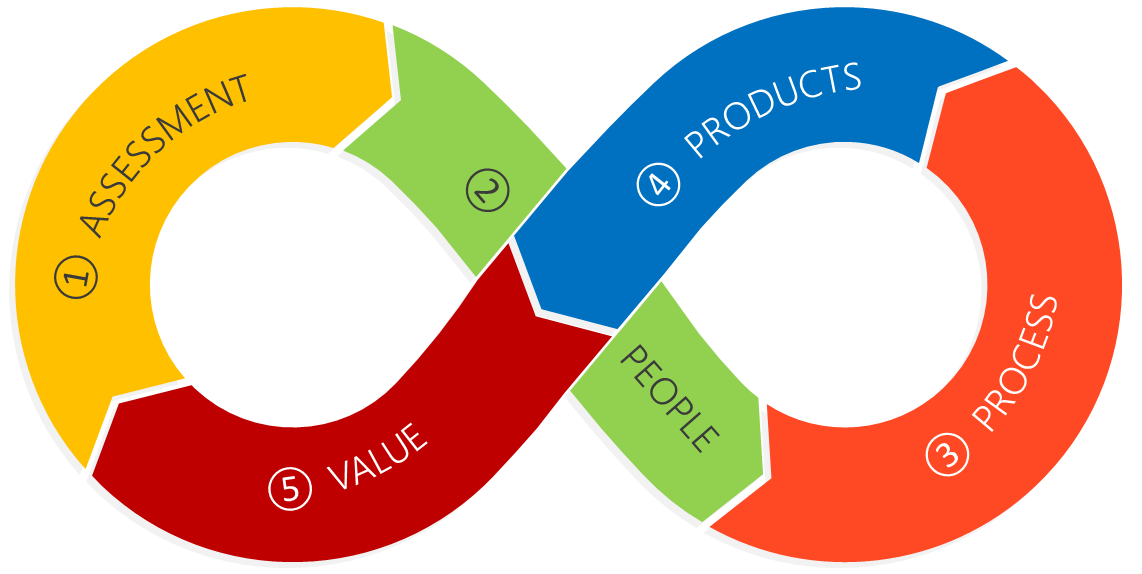 ① ASSESSMENT
② PEOPLE
③ PROCESS
④ PRODUCTS
⑤ VALUE